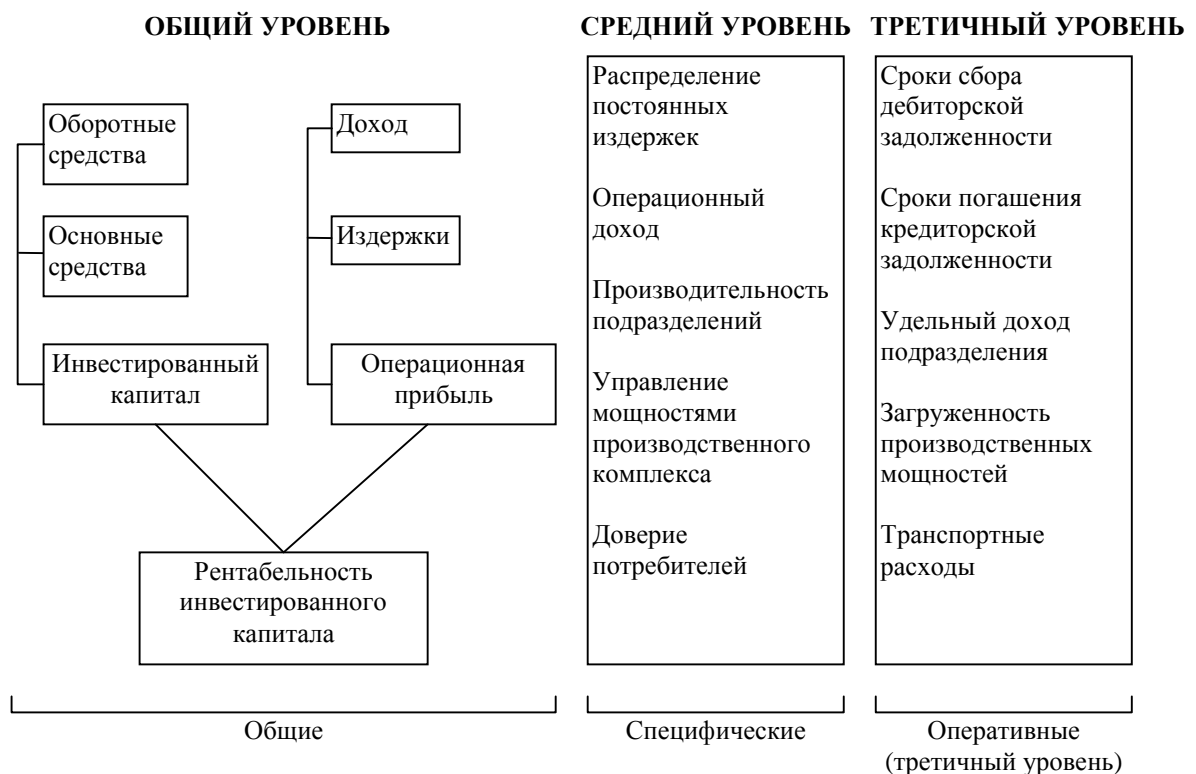 ОБЩИЙ УРОВЕНЬ
СРЕДНИЙ УРОВЕНЬ
ТРЕТИЧНЫЙ УРОВЕНЬ
Оборотные
средства
Доход
Основные
средства
Издержки
Инвестированный
капитал
Операционная
прибыль
Рентабельность
инвестированного
капитала
Распределение
постоянных
издержек
Операционный
доход
Производительность
подразделений
Управление
мощностями
производственного
комплекса
Доверие
потребителей
Сроки сбора
дебиторской
задолженности
Сроки погашения
кредиторской
задолженности
Удельный доход
подразделения
Загруженность
производственных
мощностей
Транспортные
расходы
Общие
Специфические
Оперативные
(третичный уровень)